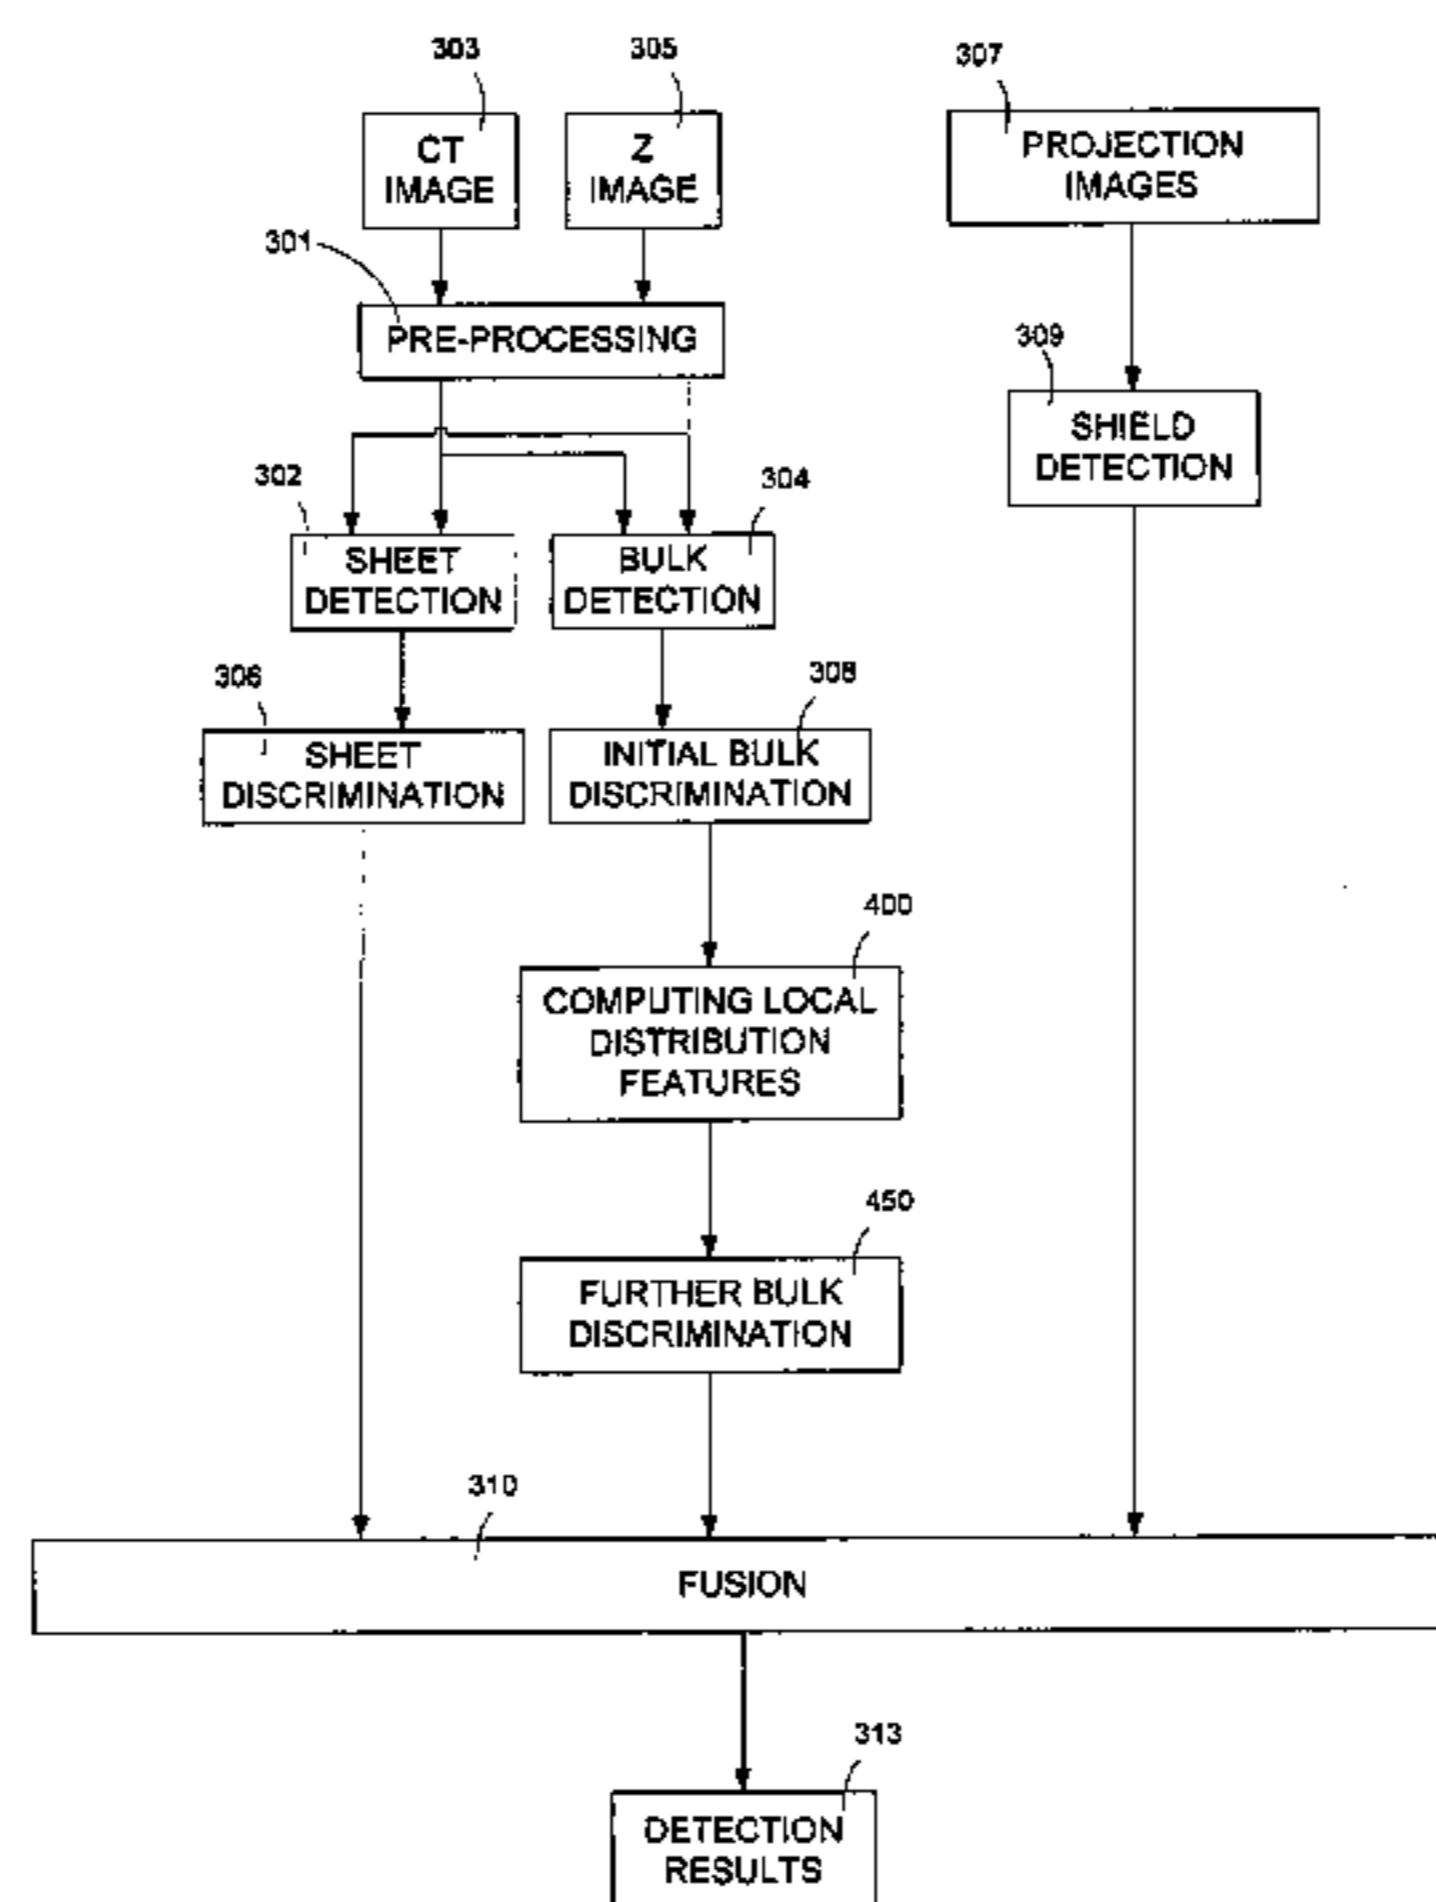 303
305
307
CT
IMAGE
Z
IMAGE
PROJECTION
IMAGES
301
PRE-PROCESSING
309
SHIELD
DETECTION
302
304
SHEET
DETECTION
BULK
DETECTION
306
308
SHEET
DISCRIMINATION
INITIAL BULK
DISCRIMINATION
400
COMPUTING LOCAL
DISTRIBUTION
FEATURES
450
FURTHER BULK
DISCRIMINATION
310
FUSION
313
DETECTION
RESULTS